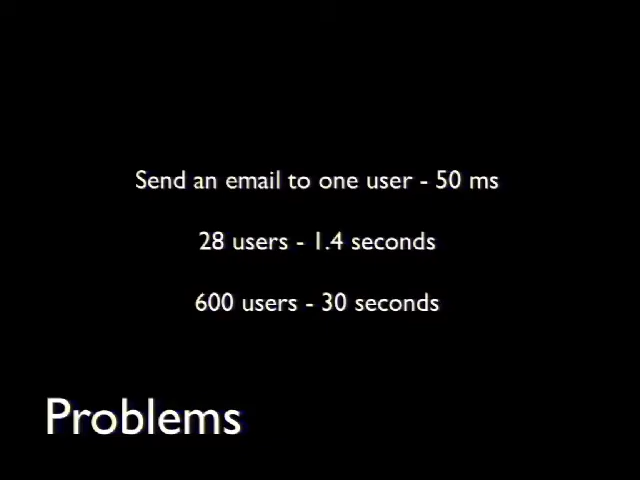 Send an email to one user - 50 ms
28 users - 1.4 seconds
600 users - 30 seconds
Problems